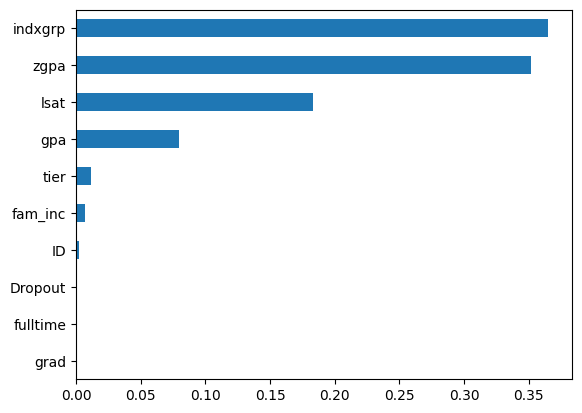 indxgrp
zgpa
lsat
gpa
tier
fam_inc
ID
Dropout
fulltime
grad
0.00 0.05 0.10 0.15 0.20 0.25 0.30 0.35